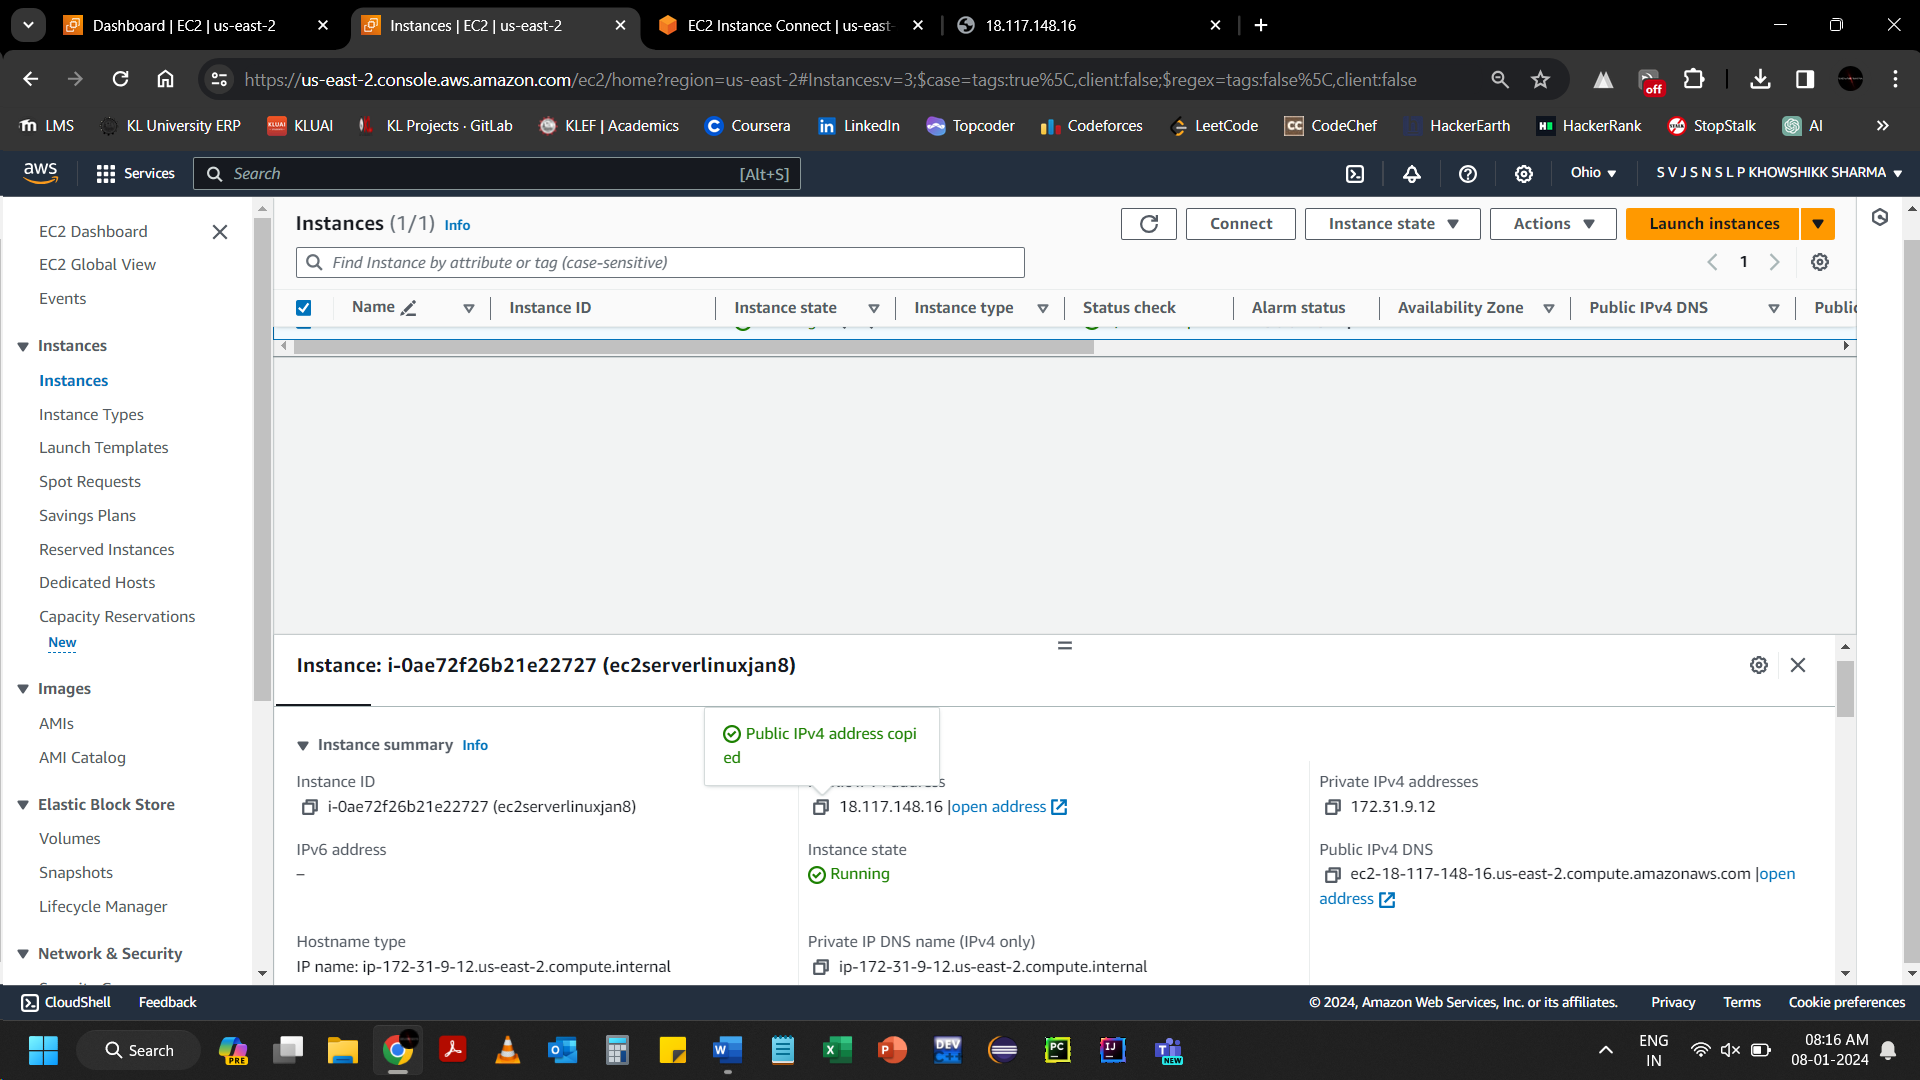 Dashboard | EC2 | us-east-2
Instances | EC2 | us-east-2
EC2 Instance Connect | us-east-
18.117.148.16
https://us-east-2.console.aws.amazon.com/ec2/home?region=us-east-2#Instances:v=3;$case=tags:true%5C,client:false;$regex=tags:false%5C,client:false
off
LMS
KL University ERP
KLUAI
KL Projects · GitLab
KLEF | Academics
Coursera
LinkedIn
Topcoder
Codeforces
LeetCode
CodeChef
HackerEarth
HackerRank
StopStalk
AI
aws
Services
Search
[Alt+S]
Ohio
S V J S N S L P KHOWSHIKK SHARMA
EC2 Dashboard
EC2 Global View
Events
Instances
Instances
Instance Types
Launch Templates
Spot Requests
Savings Plans
Reserved Instances
Dedicated Hosts
Capacity Reservations
New
Images
AMIs
AMI Catalog
Elastic Block Store
Volumes
Snapshots
Lifecycle Manager
Network & Security
Instances (1/1) Info
Connect
Instance state
Actions
Launch instances
Find Instance by attribute or tag (case-sensitive)
1
Name
Instance ID
Instance state
Instance type
Status check
Alarm status
Availability Zone
Public IPv4 DNS
Public
Instance: i-0ae72f26b21e22727 (ec2serverlinuxjan8)
Public IPv4 address copi
ed
Instance summary Info
Instance ID
i-0ae72f26b21e22727 (ec2serverlinuxjan8)
18.117.148.16 |open address
Private IPv4 addresses
172.31.9.12
IPv6 address
–
Instance state
Running
Public IPv4 DNS
ec2-18-117-148-16.us-east-2.compute.amazonaws.com |open
address
Hostname type
IP name: ip-172-31-9-12.us-east-2.compute.internal
Private IP DNS name (IPv4 only)
ip-172-31-9-12.us-east-2.compute.internal
CloudShell
Feedback
© 2024, Amazon Web Services, Inc. or its affiliates.
Privacy
Terms
Cookie preferences
Search
PRE
DEV
PC
IJ
NEW
ENG
IN
08:16 AM
08-01-2024